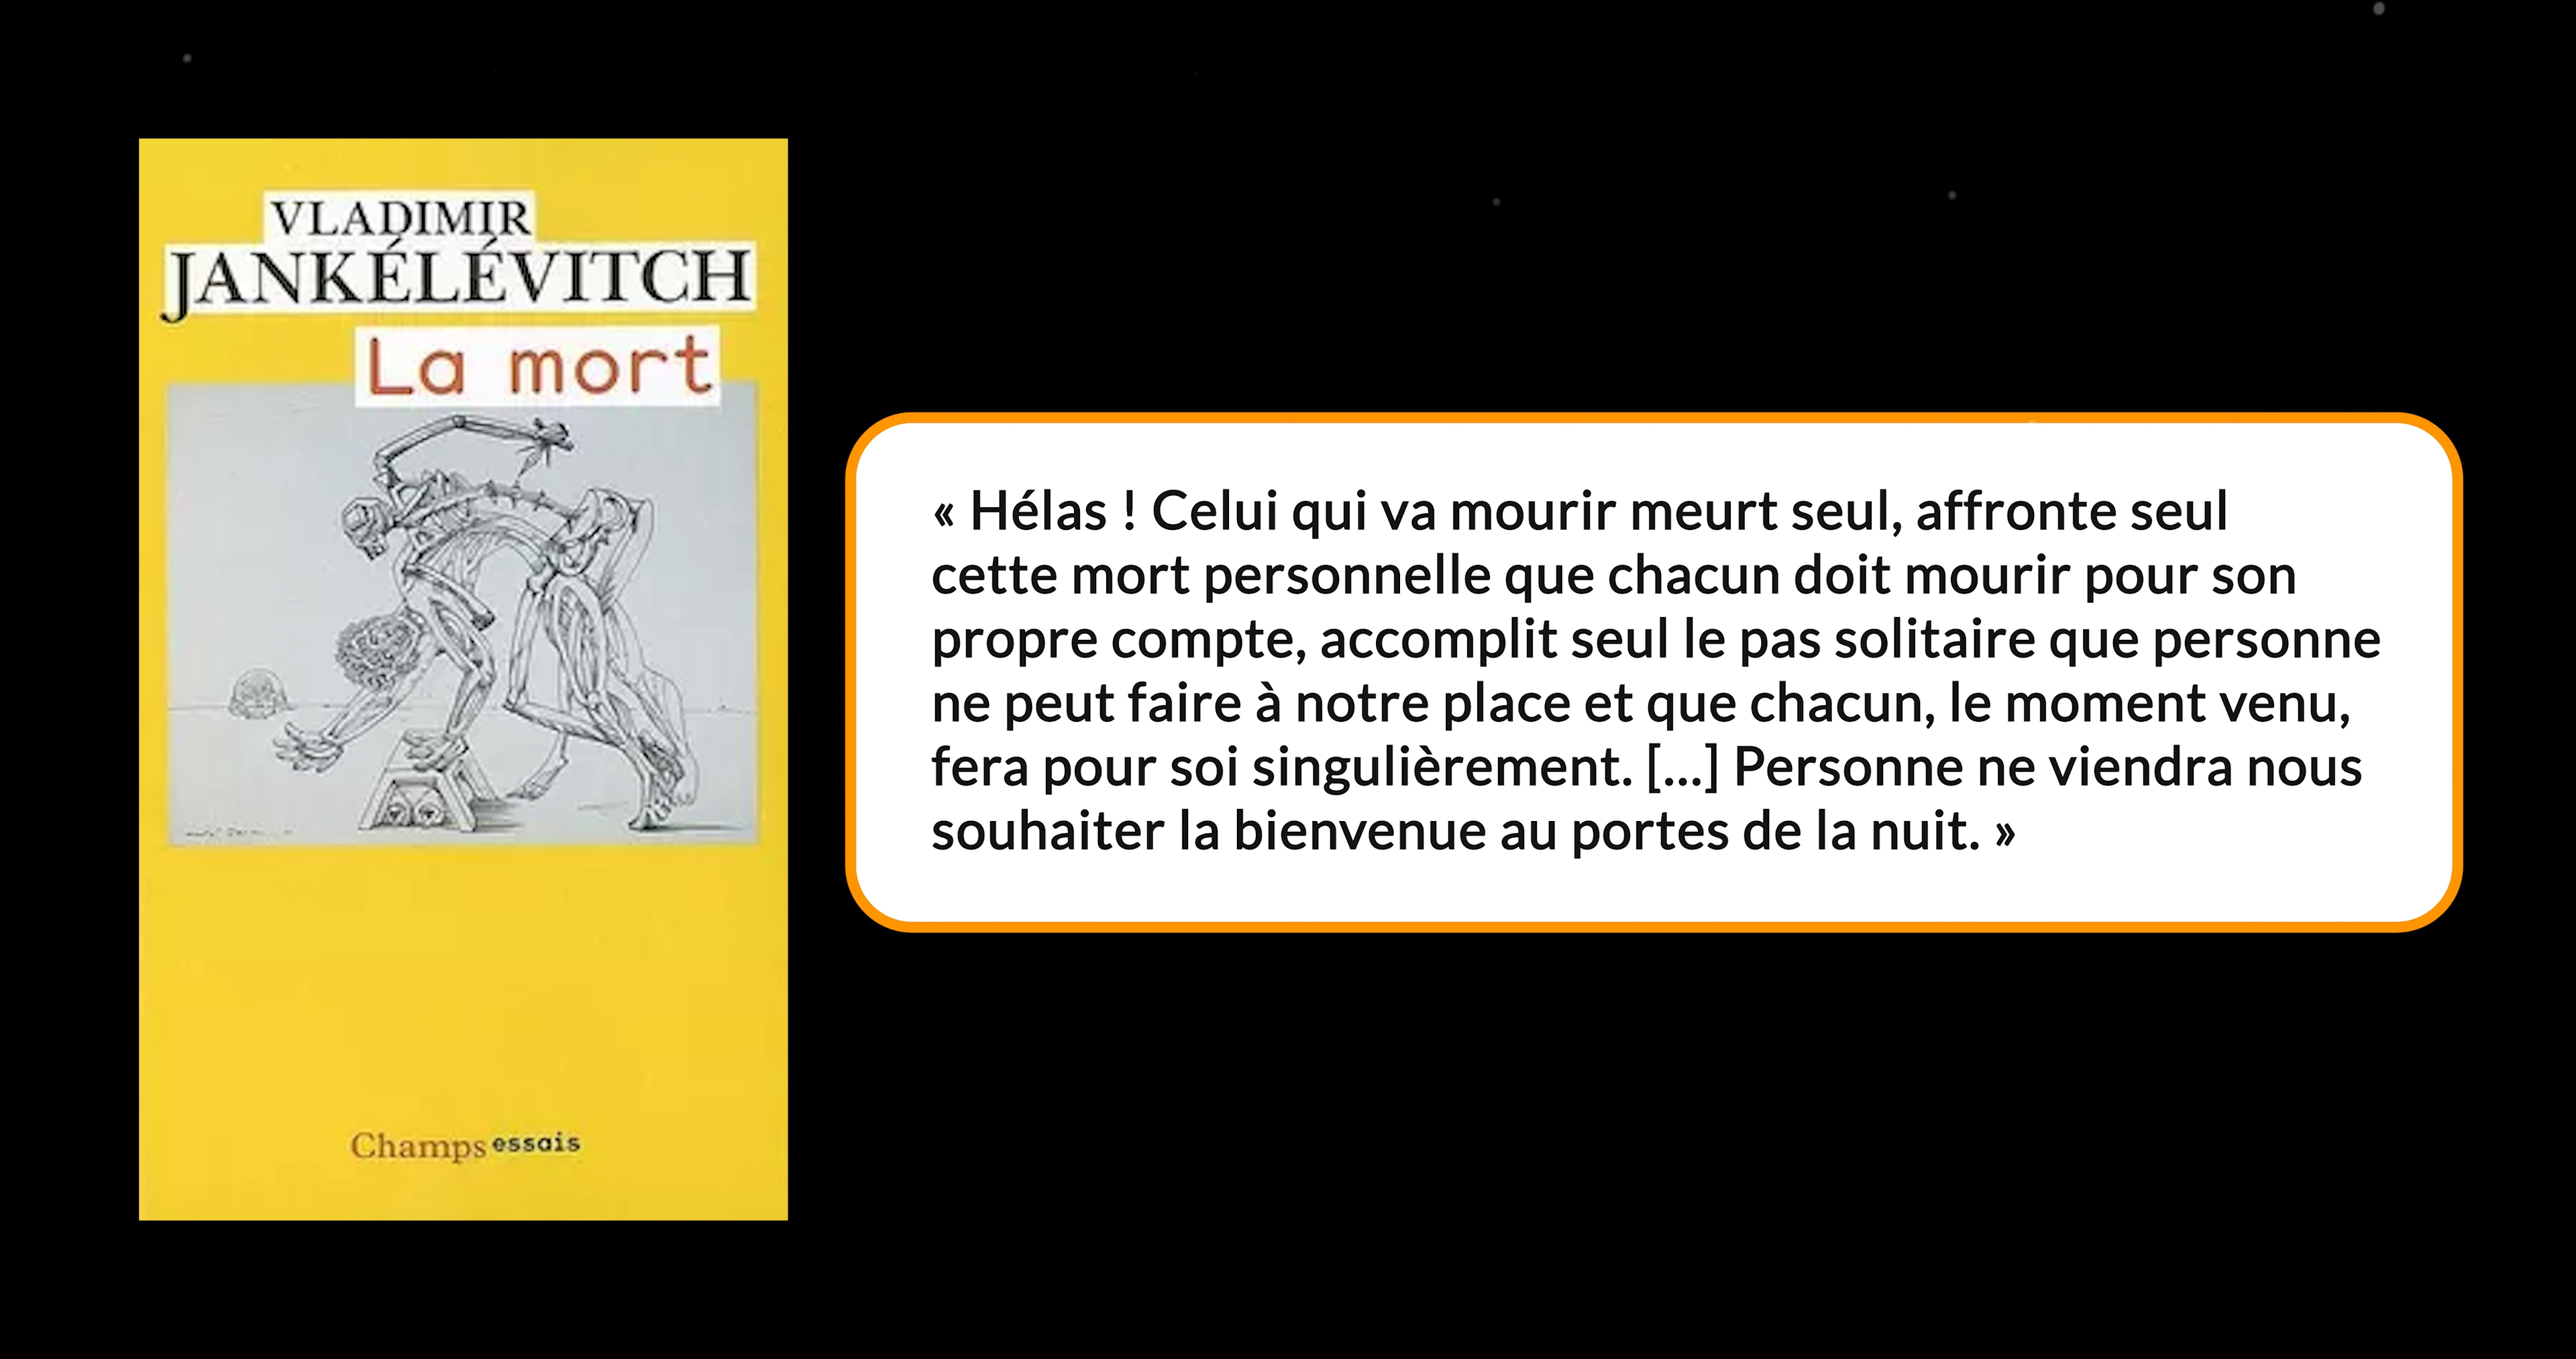 VLADIMIR
JANKÉLÉVITCH
La mort
Champs essais
« Hélas ! Celui qui va mourir meurt seul, affronte seul
cette mort personnelle que chacun doit mourir pour son
propre compte, accomplit seul le pas solitaire que personne
ne peut faire à notre place et que chacun, le moment venu,
fera pour soi singulièrement. [...] Personne ne viendra nous
souhaiter la bienvenue au portes de la nuit. »